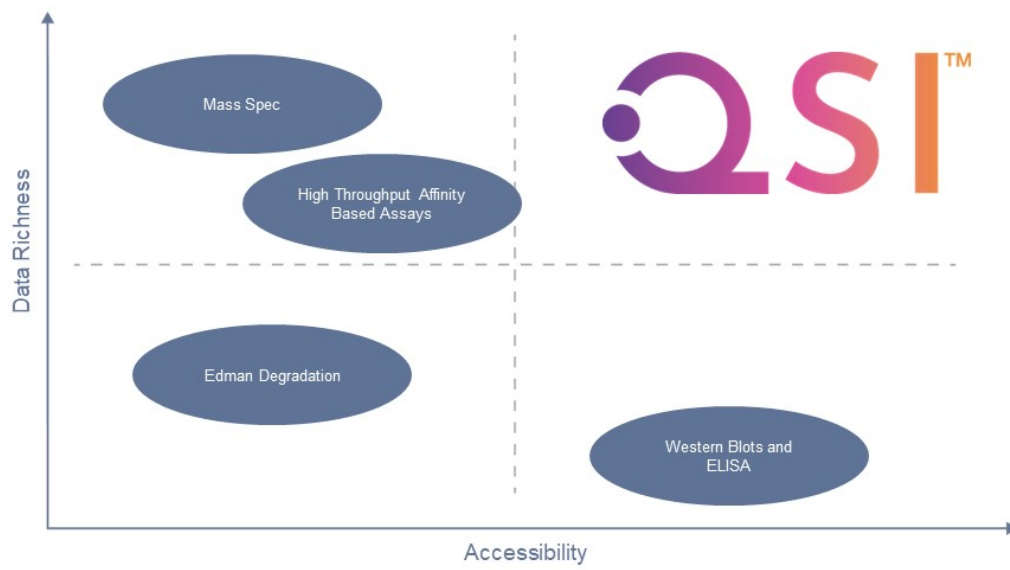 Mass Spec
QSI™
High Throughput Affinity
Based Assays
Data Richness
Edman Degradation
Western Blots and
ELISA
Accessibility